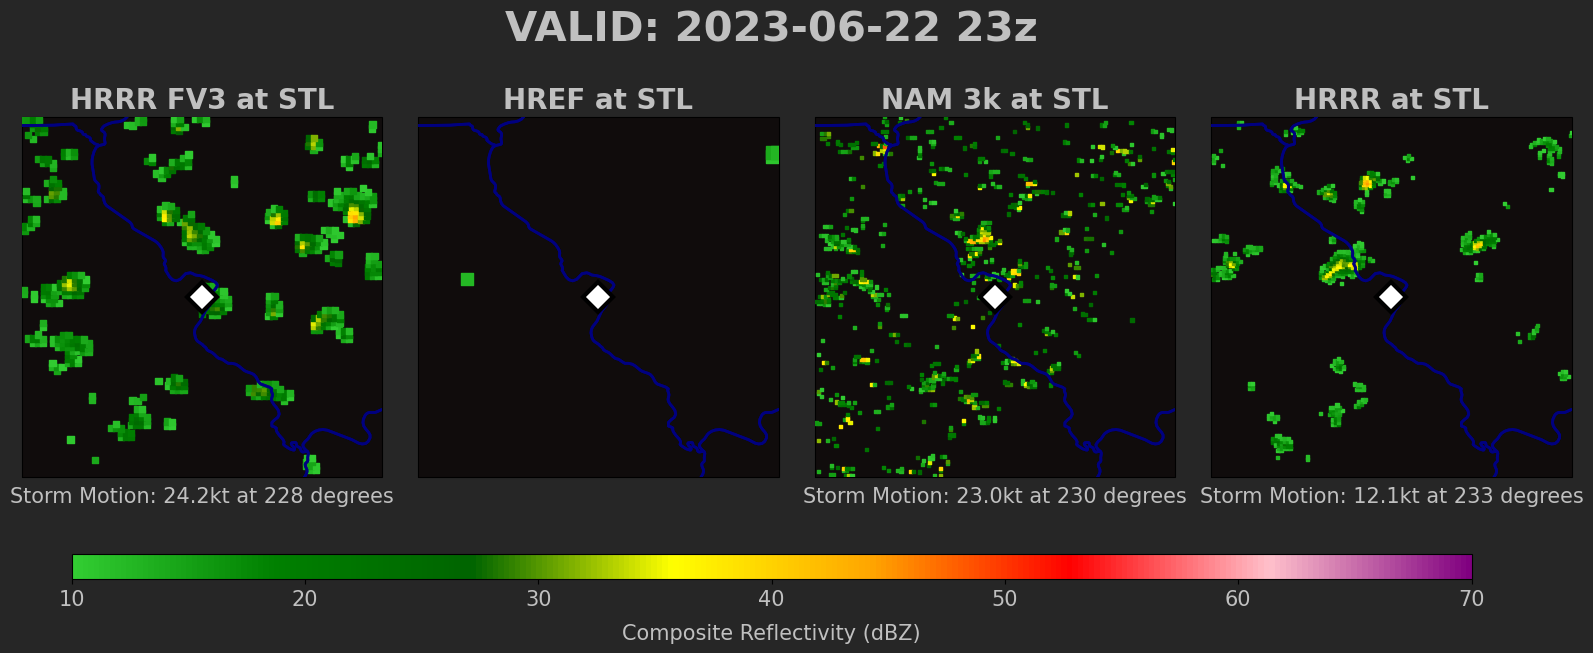 VALID: 2023-06-22 23z
HRRR FV3 at STL
HREF at STL
NAM 3k at STL
HRRR at STL
Storm Motion: 24.2kt at 228 degrees
Storm Motion: 23.0kt at 230 degrees
Storm Motion: 12.1kt at 233 degrees
10 20 30 40 50 60 70
Composite Reflectivity (dBZ)